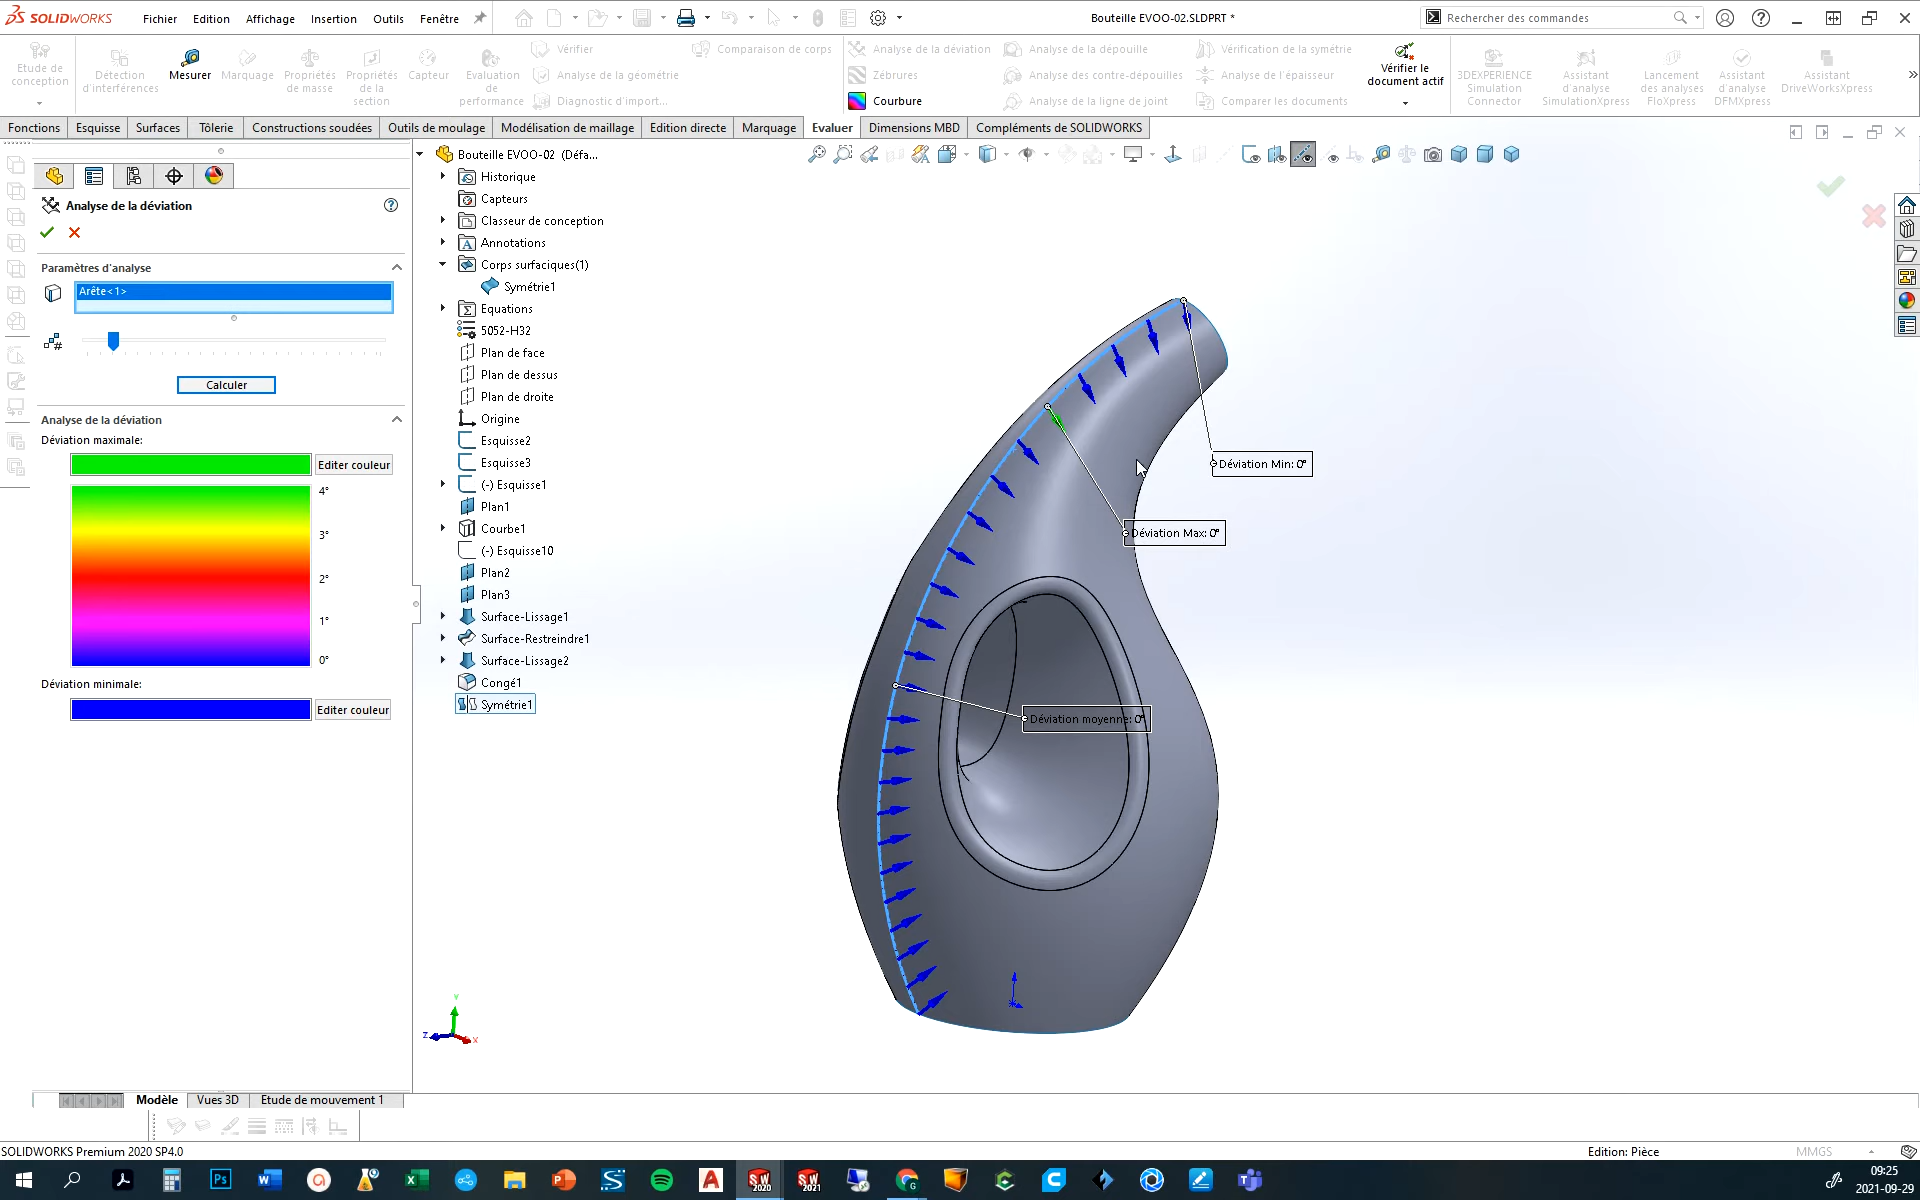 SOLIDWORKS
Fichier
Edition
Affichage
Insertion
Outils
Fenêtre
Bouteille EVOO-02.SLDPRT *
Rechercher des commandes
Etude de
conception
Détection
d'interférences
Mesurer
Marquage
Propriétés
de masse
Propriétés
de la
section
Capteur
Evaluation
de
performance
Vérifier
Analyse de la géométrie
Diagnostic d'import...
Comparaison de corps
Analyse de la déviation
Zébrures
Courbure
Analyse de la dépouille
Analyse des contre-dépouilles
Analyse de la ligne de joint
Vérification de la symétrie
Analyse de l'épaisseur
Comparer les documents
Vérifier le
document actif
3DEXPERIENCE
Simulation
Connector
Assistant
d'analyse
SimulationXpress
Lancement
des analyses
FloXpress
Assistant
d'analyse
DFMXpress
Assistant
DriveWorksXpress
Fonctions
Esquisse
Surfaces
Tôlerie
Constructions soudées
Outils de moulage
Modélisation de maillage
Edition directe
Marquage
Evaluer
Dimensions MBD
Compléments de SOLIDWORKS
Analyse de la déviation
Paramètres d'analyse
Arête<1>
Calculer
Analyse de la déviation
Déviation maximale:
Editer couleur
4°
3°
2°
1°
0°
Déviation minimale:
Editer couleur
Bouteille EVOO-02 (Défa...
Historique
Capteurs
Classeur de conception
Annotations
Corps surfaciques(1)
Symétrie1
Equations
5052-H32
Plan de face
Plan de dessus
Plan de droite
Origine
Esquisse2
Esquisse3
(-) Esquisse1
Plan1
Courbe1
(-) Esquisse10
Plan2
Plan3
Surface-Lissage1
Surface-Restreindre1
Surface-Lissage2
Congé1
Symétrie1
Déviation Min: 0°
Déviation Max: 0°
Déviation moyenne: 0°
Y
Z
X
Modèle
Vues 3D
Etude de mouvement 1
SOLIDWORKS Premium 2020 SP4.0
Edition: Pièce
MMGS
09:25
2021-09-29